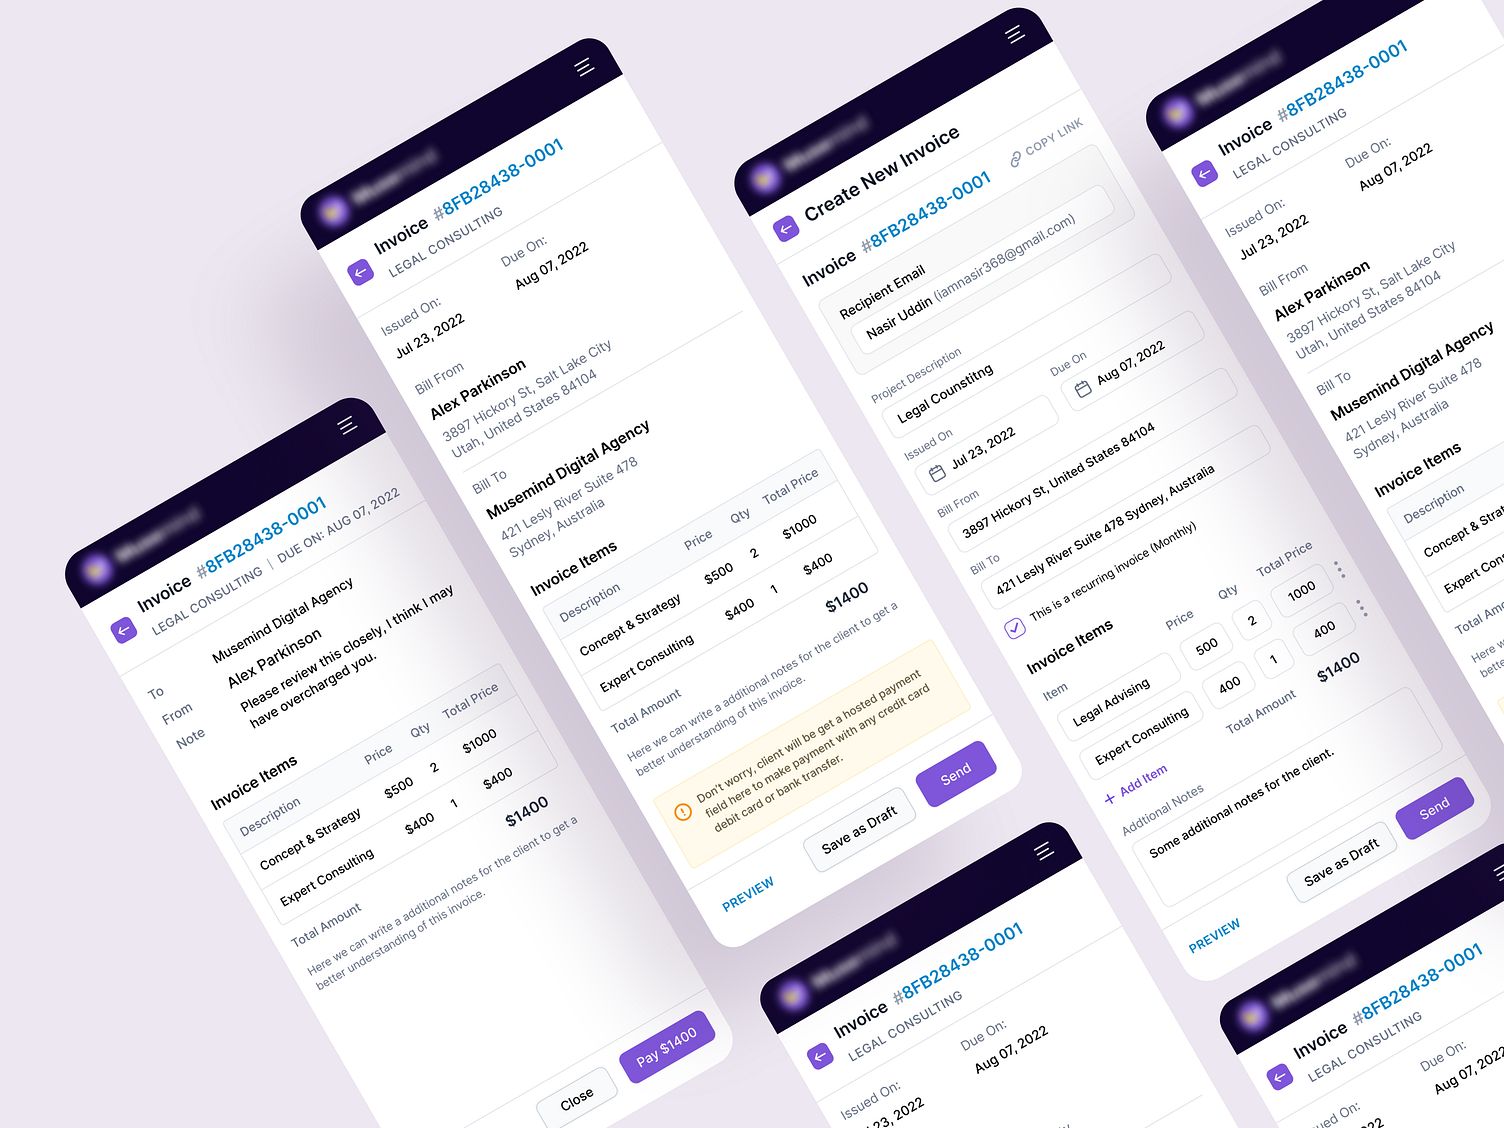 Invoice #8FB28438-0001
LEGAL CONSULTING | DUE ON: AUG 07, 2022
To
Musemind Digital Agency
From
Alex Parkinson
Note
Please review this closely, I think I may
have overcharged you.
Invoice Items
Description Price Qty Total Price
Concept & Strategy $500 2 $1000
Expert Consulting $400 1 $400
Total Amount $1400
Here we can write a additional notes for the client to get a
better understanding of this invoice.
Close
Pay $1400
Musemind
Invoice #8FB28438-0001
LEGAL CONSULTING
Issued On:
Jul 23, 2022
Due On:
Aug 07, 2022
Bill From
Alex Parkinson
3897 Hickory St, Salt Lake City
Utah, United States 84104
Bill To
Musemind Digital Agency
421 Lesly River Suite 478
Sydney, Australia
Invoice Items
Description Price Qty Total Price
Concept & Strategy $500 2 $1000
Expert Consulting $400 1 $400
Total Amount $1400
Here we can write a additional notes for the client to get a
better understanding of this invoice.
Don't worry, client will be get a hosted payment
field here to make payment with any credit card
debit card or bank transfer.
PREVIEW
Save as Draft
Send
Musemind
Create New Invoice
Invoice #8FB28438-0001
COPY LINK
Recipient Email
Nasir Uddin (iamnasir368@gmail.com)
Project Description
Legal Counstitng
Issued On
Jul 23, 2022
Due On
Aug 07, 2022
Bill From
3897 Hickory St, United States 84104
Bill To
421 Lesly River Suite 478 Sydney, Australia
This is a recurring invoice (Monthly)
Invoice Items
Item Price Qty Total Price
Legal Advising 500 2 1000
Expert Consulting 400 1 400
Add Item
Total Amount $1400
Addtional Notes
Some additional notes for the client.
PREVIEW
Save as Draft
Send
Musemind
Invoice #8FB28438-0001
LEGAL CONSULTING
Issued On:
Jul 23, 2022
Due On:
Aug 07, 2022
Bill From
Alex Parkinson
3897 Hickory St, Salt Lake City
Utah, United States 84104
Bill To
Musemind Digital Agency
421 Lesly River Suite 478
Sydney, Australia
Invoice Items
Description
Concept &
Expert
Total
Here
Invoice #8FB28438-0001
LEGAL CONSULTING
Issued On:
23, 2022
Due On:
Aug 07, 2022
Invoice #8FB28438-0001
LEGAL CONSULTING
On:
Due On:
Aug 07, 2022